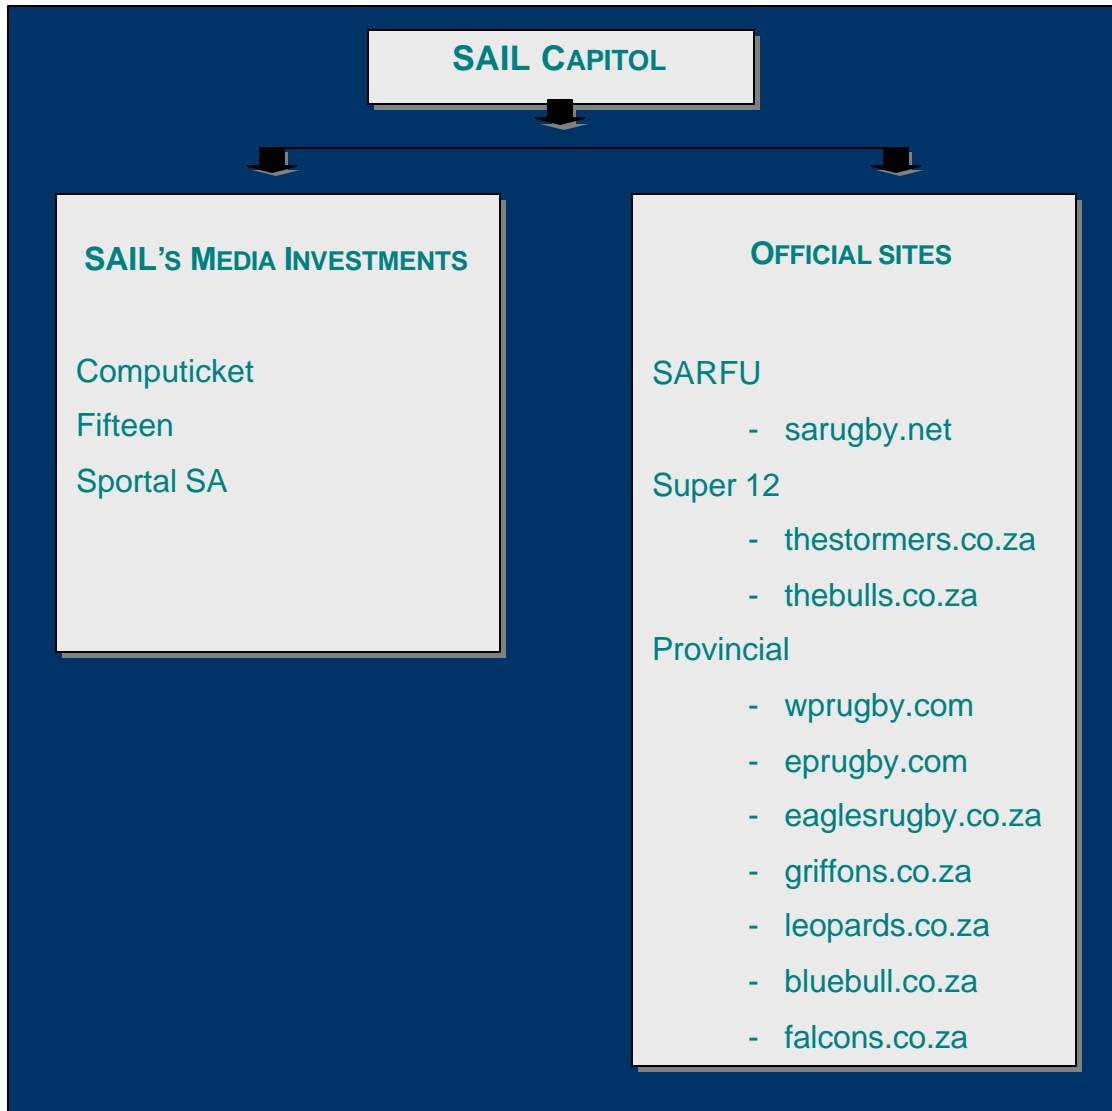 SAIL CAPITOL
SAIL'S MEDIA INVESTMENTS
Computicket
Fifteen
Sportal SA
OFFICIAL SITES
SARFU
- sarugby.net
Super 12
- thestormers.co.za
- thebulls.co.za
Provincial
- wprugby.com
- eprugby.com
- eaglesrugby.co.za
- griffons.co.za
- leopards.co.za
- bluebull.co.za
- falcons.co.za